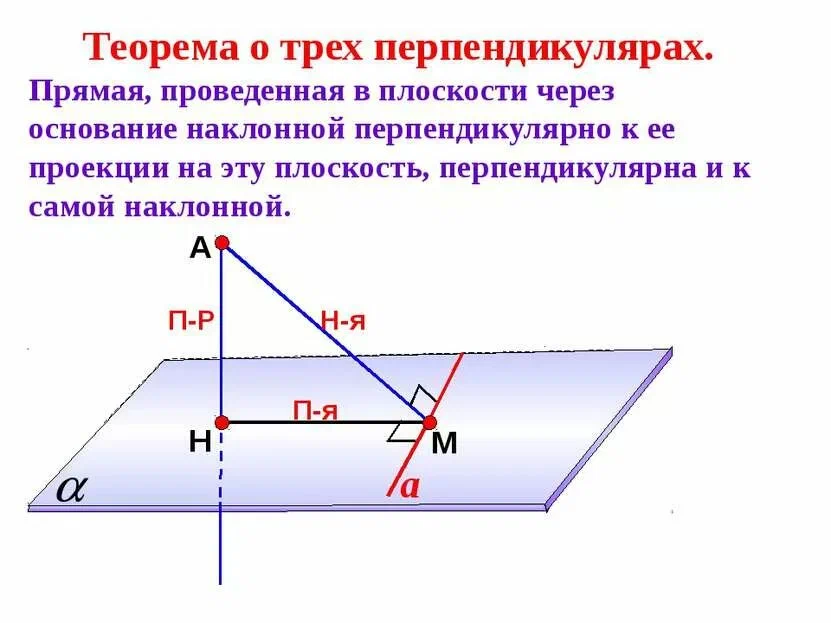 Теорема о трех перпендикулярах.
Прямая, проведенная в плоскости через
основание наклонной перпендикулярно к ее
проекции на эту плоскость, перпендикулярна и к
самой наклонной.
А
П-Р
Н-я
П-я
Н
М
α
a